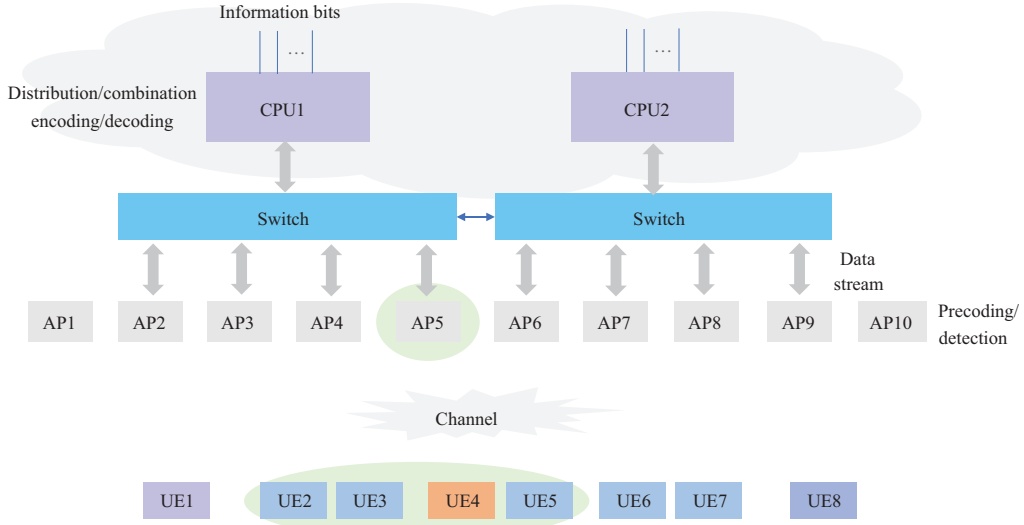 Information bits
...
...
Distribution/combination
encoding/decoding
CPU1
CPU2
Switch
Switch
Data
stream
AP1
AP2
AP3
AP4
AP5
AP6
AP7
AP8
AP9
AP10
Precoding/
detection
Channel
UE1
UE2
UE3
UE4
UE5
UE6
UE7
UE8